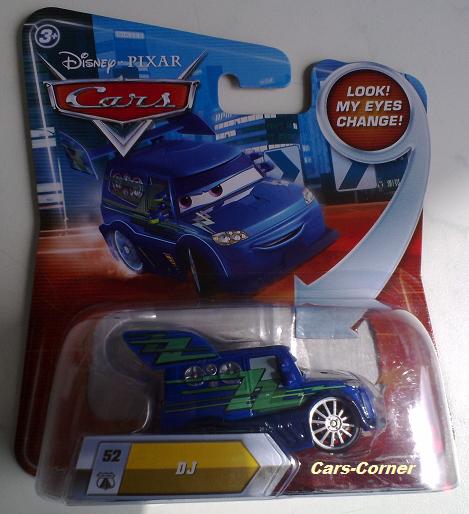 3+
Disney · PIXAR
Cars
LOOK!
MY EYES
CHANGE!
52
DJ
Cars-Corner